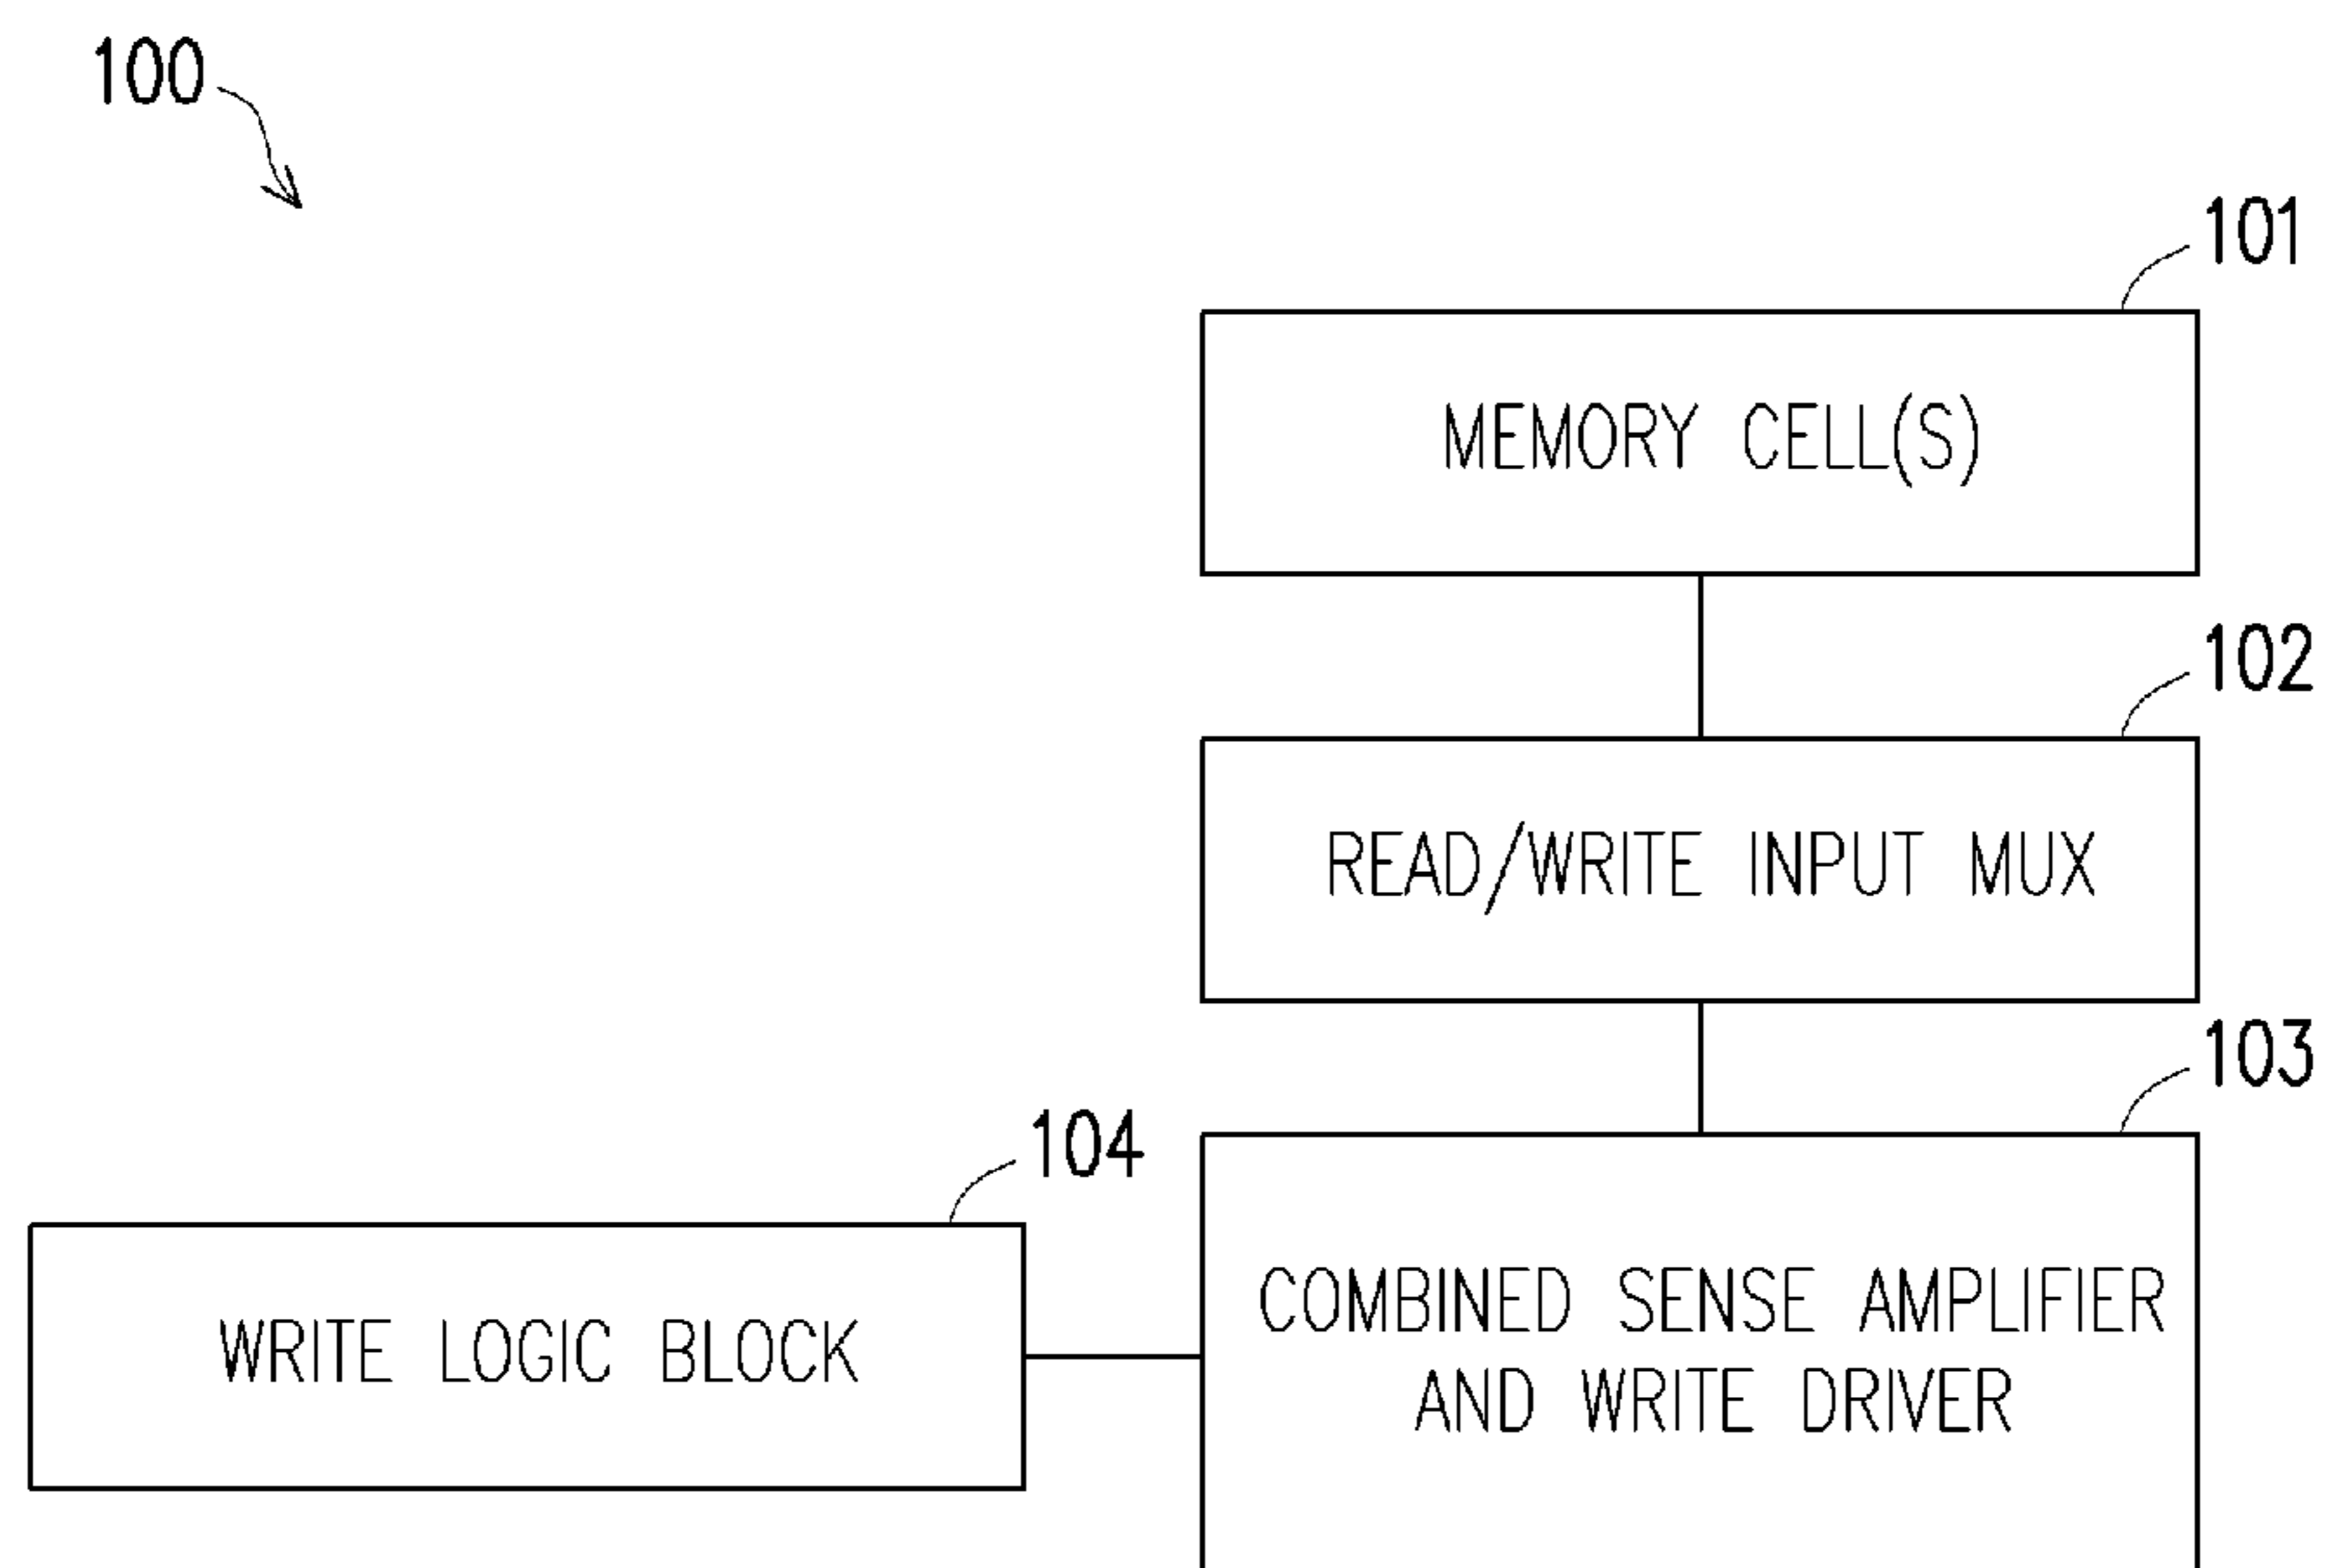 100
101
MEMORY CELL(S)
102
READ/WRITE INPUT MUX
103
104
COMBINED SENSE AMPLIFIER
AND WRITE DRIVER
WRITE LOGIC BLOCK